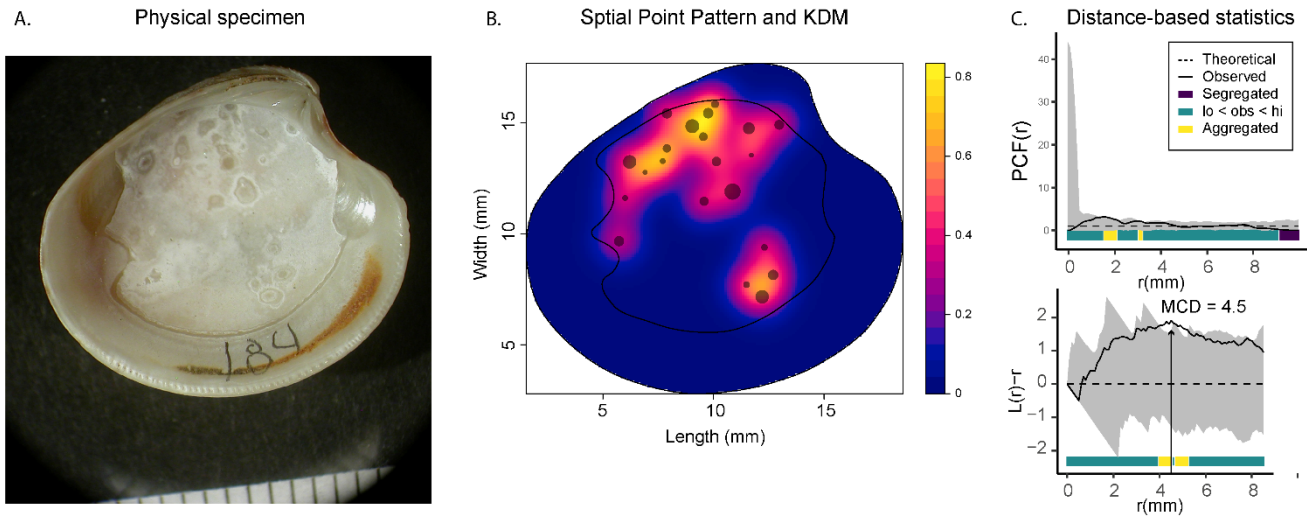 A.
Physical specimen
184
B.
Sptial Point Pattern and KDM
Width (mm)
15
10
5
5
10
15
Length (mm)
0.8
0.6
0.4
0.2
0
C.
Distance-based statistics
PCF(r)
40
30
20
10
0
Theoretical
Observed
Segregated
lo < obs < hi
Aggregated
0
2
4
6
8
r(mm)
MCD = 4.5
L(r)-r
2
1
0
-1
-2
0
2
4
6
8
r(mm)